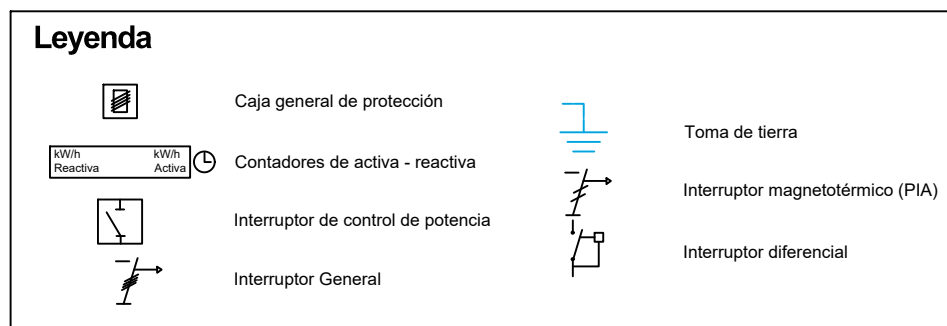 Leyenda
Caja general de protección
kW/h kW/h
Reactiva Activa
Contadores de activa - reactiva
Interruptor de control de potencia
Interruptor General
Toma de tierra
Interruptor magnetotérmico (PIA)
Interruptor diferencial